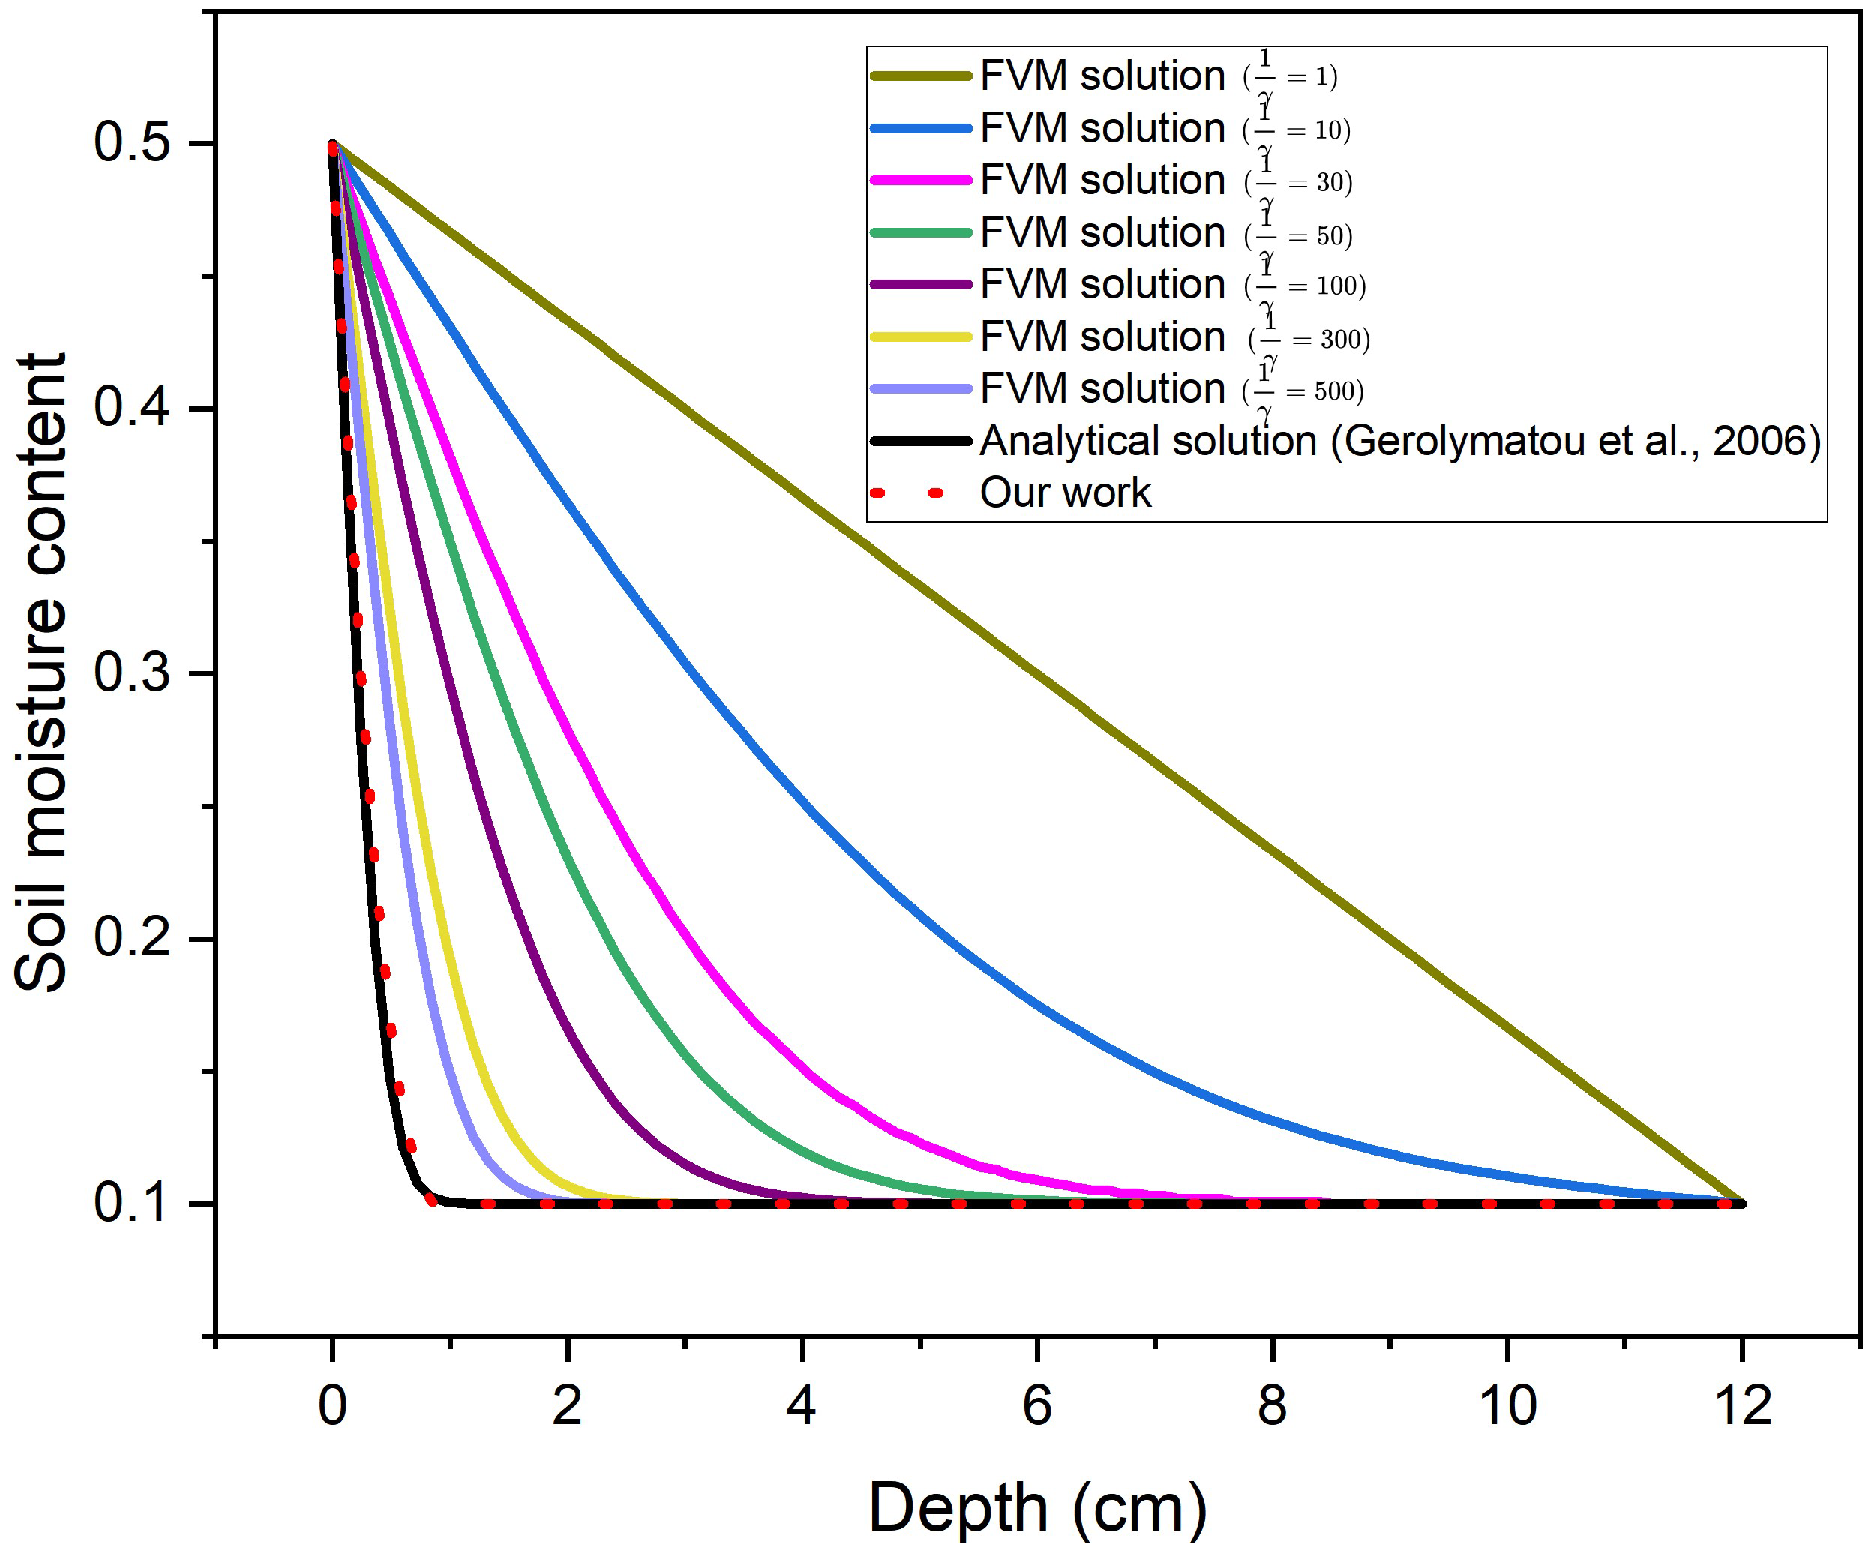 FVM solution (1/γ = 1)
FVM solution (1/γ = 10)
FVM solution (1/γ = 30)
FVM solution (1/γ = 50)
FVM solution (1/γ = 100)
FVM solution (1/γ = 300)
FVM solution (1/γ = 500)
Analytical solution (Gerolymatou et al., 2006)
Our work
Soil moisture content
0.5
0.4
0.3
0.2
0.1
0 2 4 6 8 10 12
Depth (cm)